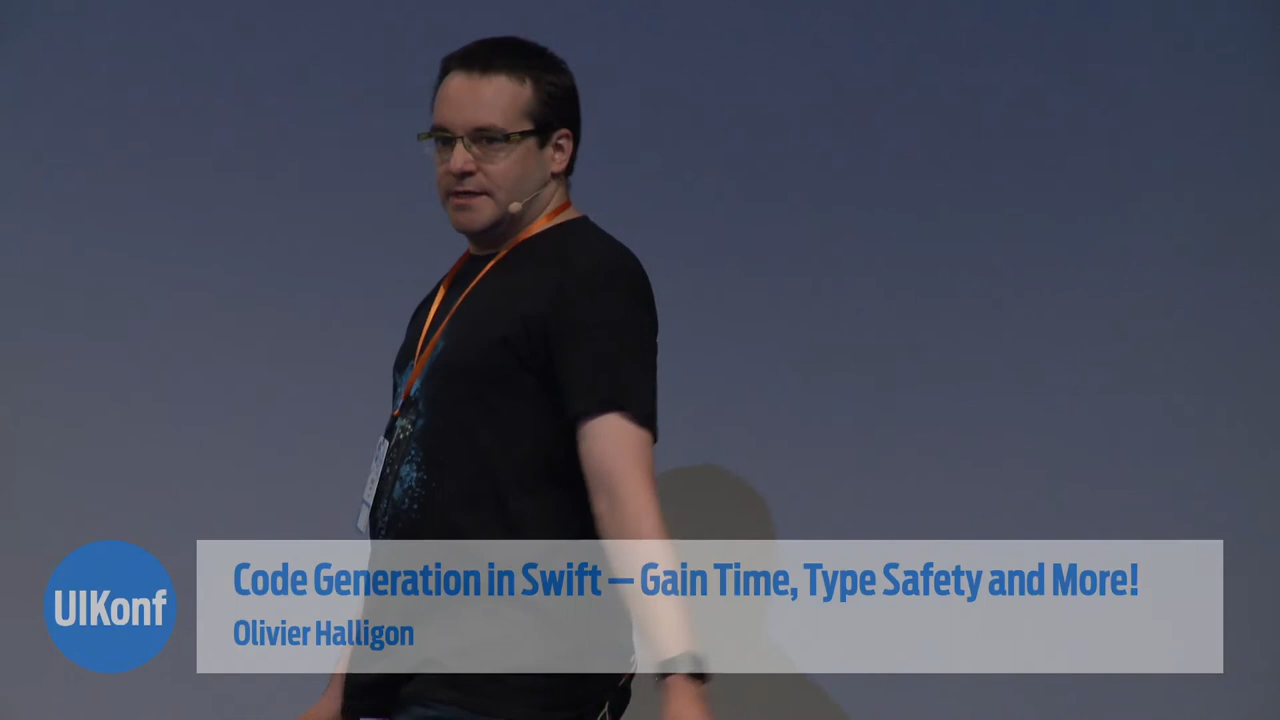 Code Generation in Swift – Gain Time, Type Safety and More!
UIKonf
Olivier Halligon